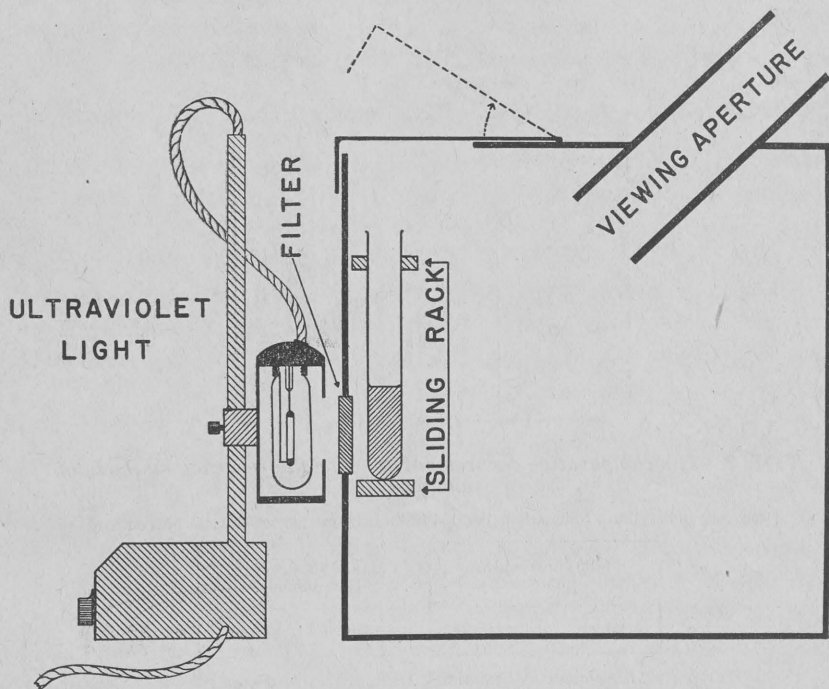 ULTRAVIOLET
LIGHT
FILTER
SLIDING RACK
VIEWING APERTURE